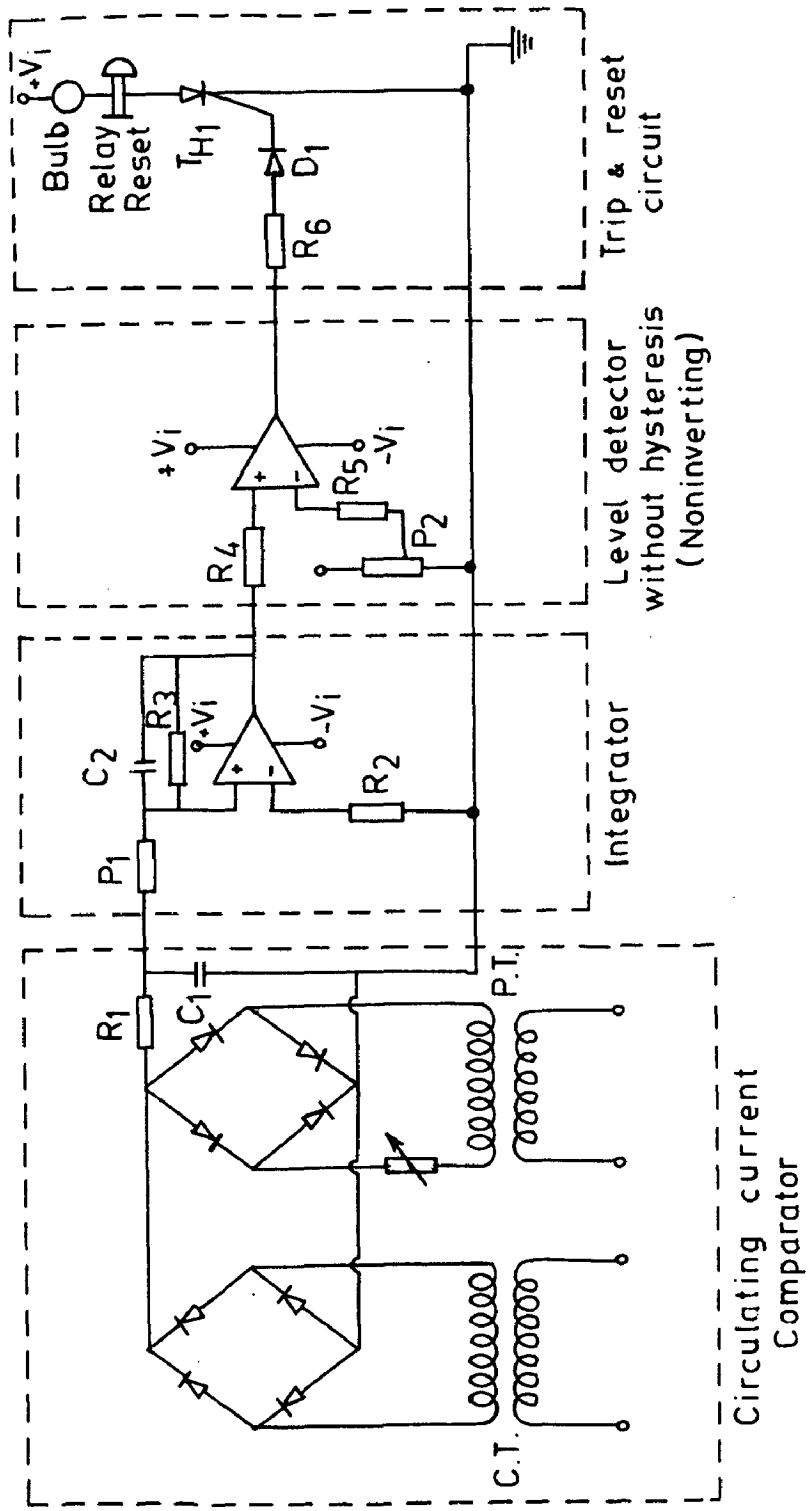 C.T.
P.T.
R1
C1
Circulating current
Comparator
P1
C2
R3
+Vi
-Vi
+
-
R2
Integrator
R4
+Vi
-Vi
+
-
R5
P2
Level detector
without hysteresis
(Noninverting)
R6
D1
TH1
+Vi
Bulb
Relay
Reset
Trip & reset
circuit